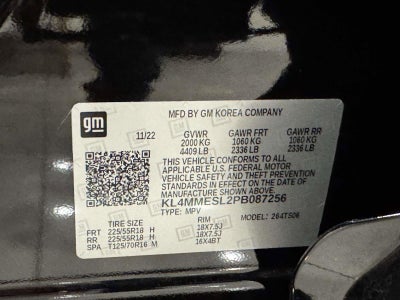 gm
MFD BY GM KOREA COMPANY
11/22 GVWR GAWR FRT GAWR RR
2000 KG 1060 KG 1060 KG
4409 LB 2336 LB 2336 LB
THIS VEHICLE CONFORMS TO ALL
APPLICABLE U.S. FEDERAL MOTOR
VEHICLE SAFETY AND THEFT PREVENTION
STANDARDS IN EFFECT ON THE DATE OF
MANUFACTURE SHOWN ABOVE.
KL4MMESL2PB087256
TYPE: MPV MODEL: 264TS06
TIRE SIZE RIM
FRT 225/55R18 H 18X7.5J
RR 225/55R18 H 18X7.5J
SPA T125/70R16 M 16X4BT